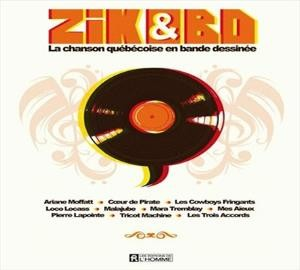 ZiK&BD
La chanson québécoise en bande dessinée
Ariane Moffatt → Cœur de Pirate → Les Cowboys Fringants
Loco Locass → Malajube → Mara Tremblay → Mes Aïeux
Pierre Lapointe → Tricot Machine → Les Trois Accords
LES ÉDITIONS DE
L'HOMME